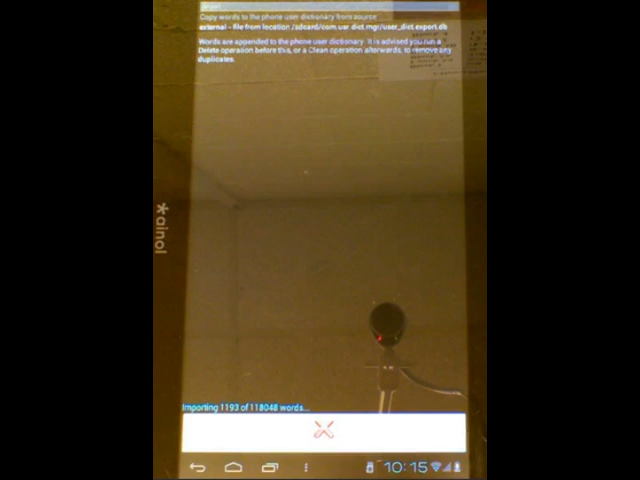 Import
Copy words to the phone user dictionary from source
external - file from location: /sdcard/com.usr.dict.mgr/user_dict.export.db
Words are appended to the phone user dictionary. It is advised you run a
Delete operation before this, or a Clean operation afterwards, to remove any
duplicates.
ainol
Importing 1193 of 118048 words...
10:15